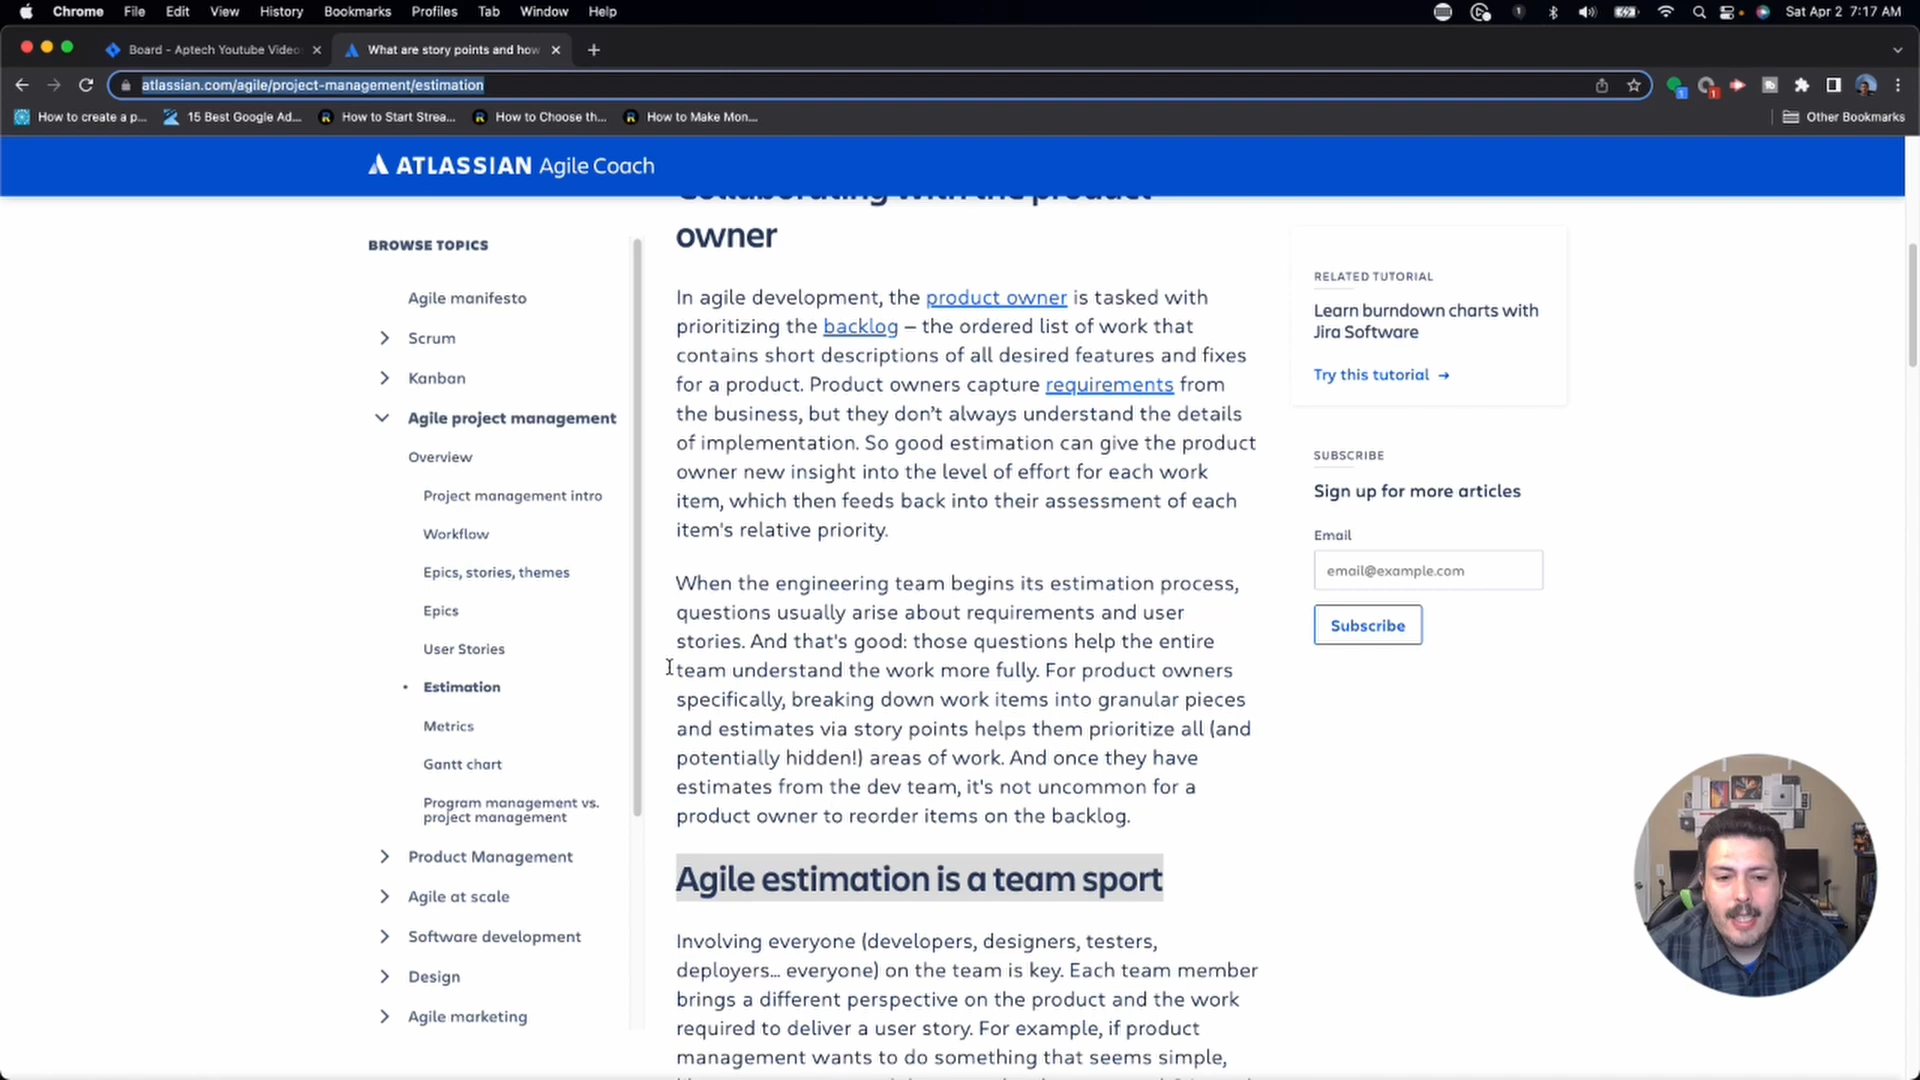 Chrome File Edit View History Bookmarks Profiles Tab Window Help Sat Apr 2 7:17 AM
Board - Aptech Youtube Video
What are story points and how
atlassian.com/agile/project-management/estimation
How to create a p...
15 Best Google Ad...
How to Start Strea...
How to Choose th...
How to Make Mon...
Other Bookmarks
ATLASSIAN Agile Coach
BROWSE TOPICS
Agile manifesto
Scrum
Kanban
Agile project management
Overview
Project management intro
Workflow
Epics, stories, themes
Epics
User Stories
Estimation
Metrics
Gantt chart
Program management vs.
project management
Product Management
Agile at scale
Software development
Design
Agile marketing
Collaborating with the product
owner
In agile development, the product owner is tasked with
prioritizing the backlog – the ordered list of work that
contains short descriptions of all desired features and fixes
for a product. Product owners capture requirements from
the business, but they don’t always understand the details
of implementation. So good estimation can give the product
owner new insight into the level of effort for each work
item, which then feeds back into their assessment of each
item's relative priority.
When the engineering team begins its estimation process,
questions usually arise about requirements and user
stories. And that's good: those questions help the entire
team understand the work more fully. For product owners
specifically, breaking down work items into granular pieces
and estimates via story points helps them prioritize all (and
potentially hidden!) areas of work. And once they have
estimates from the dev team, it's not uncommon for a
product owner to reorder items on the backlog.
Agile estimation is a team sport
Involving everyone (developers, designers, testers,
deployers... everyone) on the team is key. Each team member
brings a different perspective on the product and the work
required to deliver a user story. For example, if product
management wants to do something that seems simple,
RELATED TUTORIAL
Learn burndown charts with
Jira Software
Try this tutorial →
SUBSCRIBE
Sign up for more articles
Email
email@example.com
Subscribe